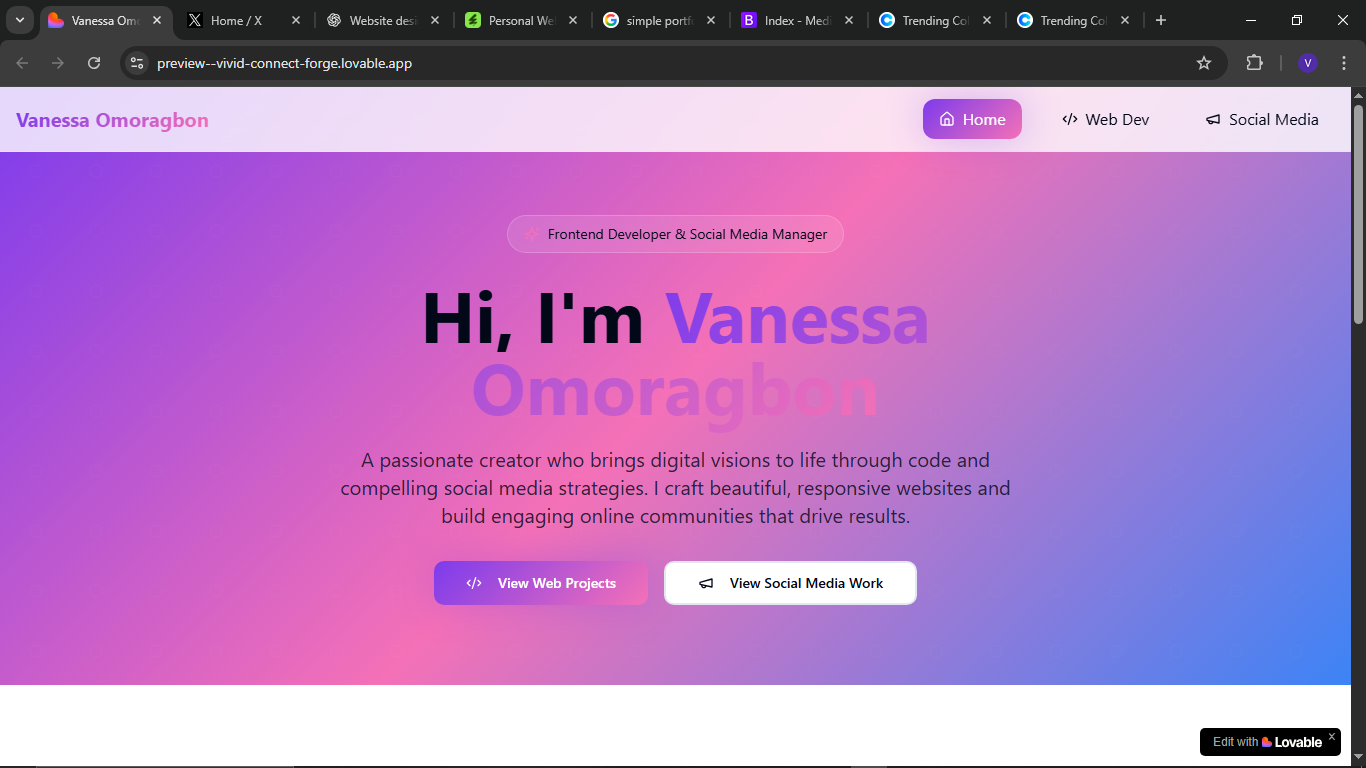 Vanessa Omo
Home / X
Website desi
Personal We
simple portfo
Index - Medi
Trending Col
Trending Col
preview--vivid-connect-forge.lovable.app
V
Vanessa Omoragbon
Home
Web Dev
Social Media
Frontend Developer & Social Media Manager
Hi, I'm Vanessa
Omoragbon
A passionate creator who brings digital visions to life through code and
compelling social media strategies. I craft beautiful, responsive websites and
build engaging online communities that drive results.
View Web Projects
View Social Media Work
Edit with Lovable